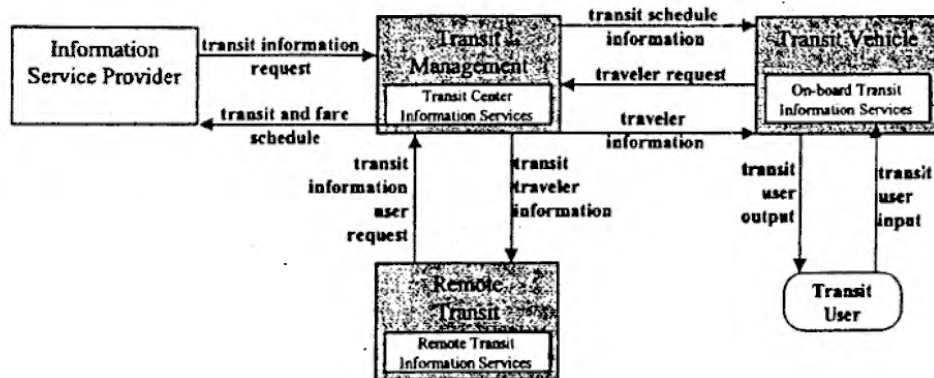 Information
Service Provider
transit information
request
transit and fare
schedule
Transit
Management
Transit Center
Information Services
transit schedule
information
traveler request
traveler
information
Transit Vehicle
On-board Transit
Information Services
transit
information
user
request
transit
traveler
information
transit
user
output
transit
user
input
Remote
Transit
Remote Transit
Information Services
Transit
User